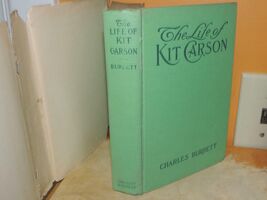 The
LIFE OF
KIT
CARSON
BURDETT
The Life of
KIT CARSON
CHARLES BURDETT